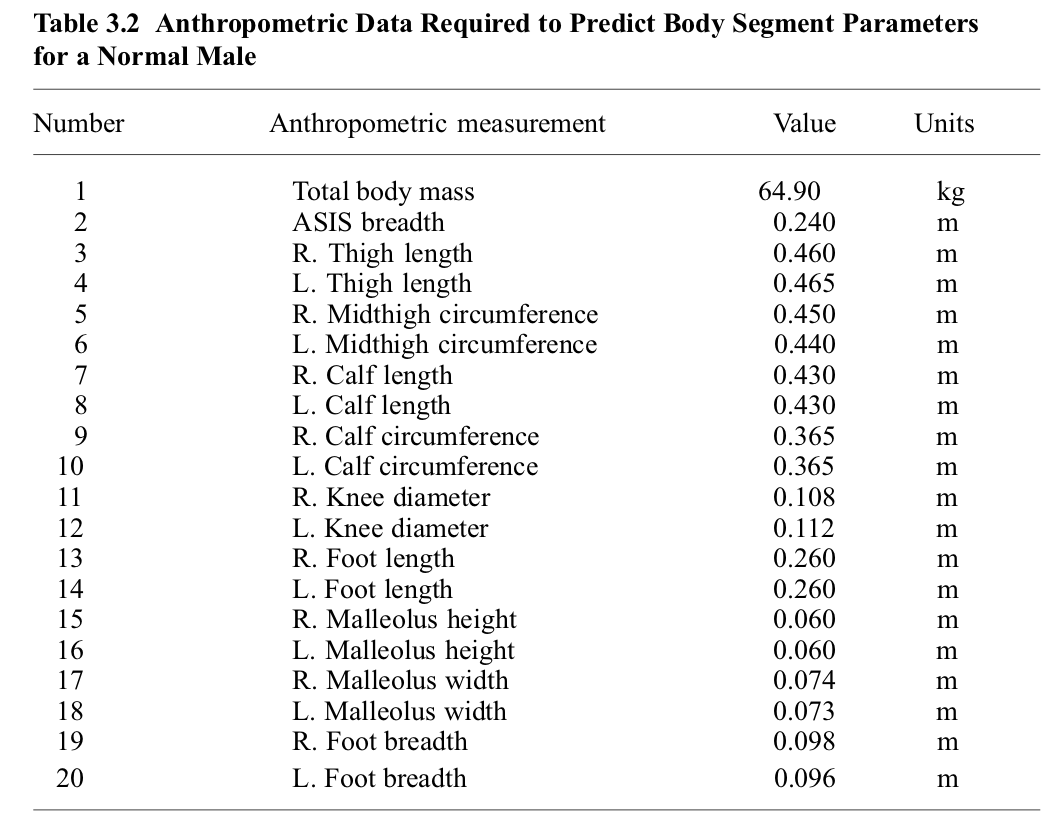 Table 3.2 Anthropometric Data Required to Predict Body Segment Parameters
for a Normal Male
Number Anthropometric measurement Value Units
1 Total body mass 64.90 kg
2 ASIS breadth 0.240 m
3 R. Thigh length 0.460 m
4 L. Thigh length 0.465 m
5 R. Midthigh circumference 0.450 m
6 L. Midthigh circumference 0.440 m
7 R. Calf length 0.430 m
8 L. Calf length 0.430 m
9 R. Calf circumference 0.365 m
10 L. Calf circumference 0.365 m
11 R. Knee diameter 0.108 m
12 L. Knee diameter 0.112 m
13 R. Foot length 0.260 m
14 L. Foot length 0.260 m
15 R. Malleolus height 0.060 m
16 L. Malleolus height 0.060 m
17 R. Malleolus width 0.074 m
18 L. Malleolus width 0.073 m
19 R. Foot breadth 0.098 m
20 L. Foot breadth 0.096 m